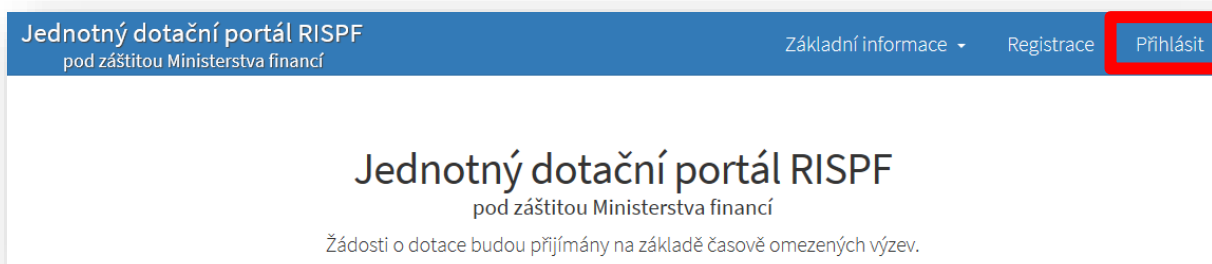 Jednotný dotační portál RISPF
pod záštitou Ministerstva financí
Základní informace
Registrace
Přihlásit
Jednotný dotační portál RISPF
pod záštitou Ministerstva financí
Žádosti o dotace budou přijímány na základě časově omezených výzev.